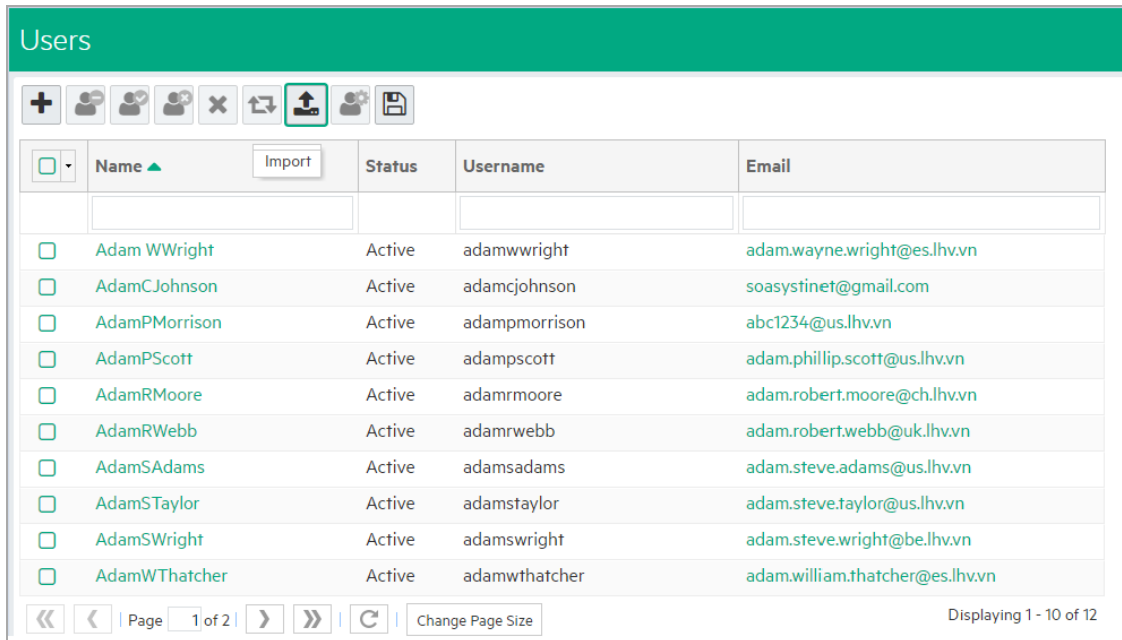 Users
Name Status Username Email
Import
Adam WWright Active adamwwright adam.wayne.wright@es.lhv.vn
AdamCJohnson Active adamcjohnson soasystinet@gmail.com
AdamPMorrison Active adampmorrison abc1234@us.lhv.vn
AdamPScott Active adampscott adam.phillip.scott@us.lhv.vn
AdamRMoore Active adamrmoore adam.robert.moore@ch.lhv.vn
AdamRWebb Active adamrwebb adam.robert.webb@uk.lhv.vn
AdamSAdams Active adamsadams adam.steve.adams@us.lhv.vn
AdamSTaylor Active adamstaylor adam.steve.taylor@us.lhv.vn
AdamSWright Active adamswright adam.steve.wright@be.lhv.vn
AdamWThatcher Active adamwthatcher adam.william.thatcher@es.lhv.vn
Page 1 of 2 Change Page Size Displaying 1 - 10 of 12